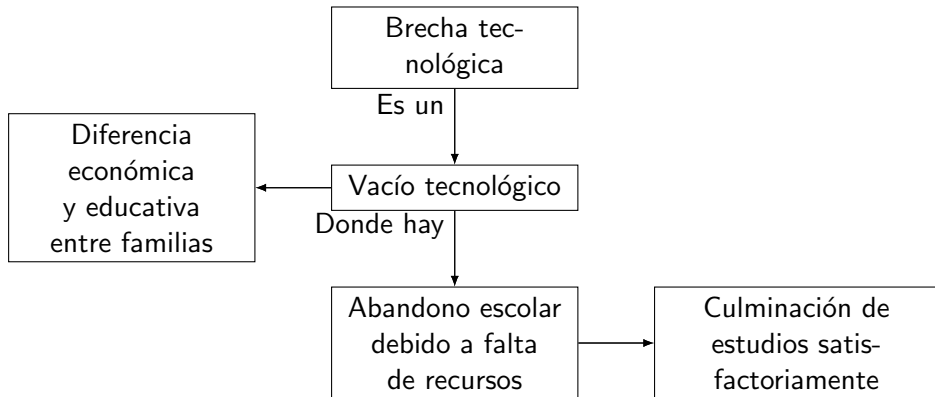 Brecha tec-
nológica
Es un
Diferencia
económica
y educativa
entre familias
Vacío tecnológico
Donde hay
Abandono escolar
debido a falta
de recursos
Culminación de
estudios satis-
factoriamente